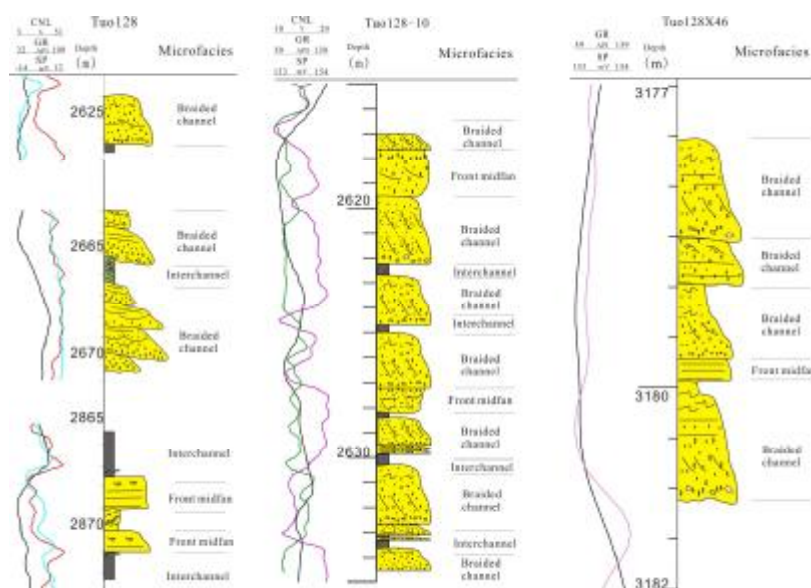 Tuo128
CNL
GR
SP
Depth
(m)
Microfacies
2625
Braided
channel
2665
Braided
channel
Interchannel
2670
Braided
channel
2865
Interchannel
Front midfan
2870
Front midfan
Interchannel
Tuo128-10
CNL
GR
SP
Depth
(m)
Microfacies
Braided
channel
Front midfan
2620
Braided
channel
Interchannel
Braided
channel
Interchannel
Braided
channel
Front midfan
Braided
channel
2630
Interchannel
Braided
channel
Interchannel
Braided
channel
Tuo128X46
GR
SP
Depth
(m)
Microfacies
3177
Braided
channel
Braided
channel
Braided
channel
Front midfan
3180
Braided
channel
3182